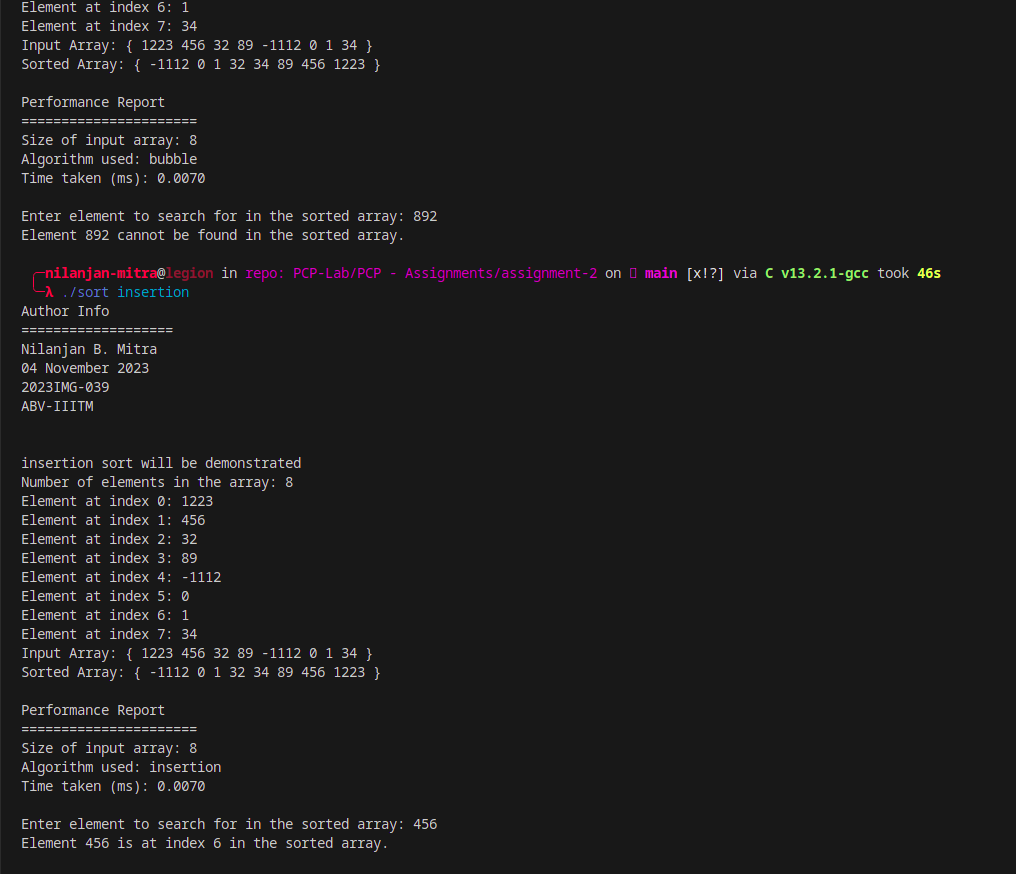 Element at index 6: 1
Element at index 7: 34
Input Array: { 1223 456 32 89 -1112 0 1 34 }
Sorted Array: { -1112 0 1 32 34 89 456 1223 }
Performance Report
======================
Size of input array: 8
Algorithm used: bubble
Time taken (ms): 0.0070
Enter element to search for in the sorted array: 892
Element 892 cannot be found in the sorted array.
╭─nilanjan-mitra@legion in repo: PCP-Lab/PCP - Assignments/assignment-2 on  main [x!?] via C v13.2.1-gcc took 46s
╰─λ ./sort insertion
Author Info
===================
Nilanjan B. Mitra
04 November 2023
2023IMG-039
ABV-IIITM
insertion sort will be demonstrated
Number of elements in the array: 8
Element at index 0: 1223
Element at index 1: 456
Element at index 2: 32
Element at index 3: 89
Element at index 4: -1112
Element at index 5: 0
Element at index 6: 1
Element at index 7: 34
Input Array: { 1223 456 32 89 -1112 0 1 34 }
Sorted Array: { -1112 0 1 32 34 89 456 1223 }
Performance Report
======================
Size of input array: 8
Algorithm used: insertion
Time taken (ms): 0.0070
Enter element to search for in the sorted array: 456
Element 456 is at index 6 in the sorted array.